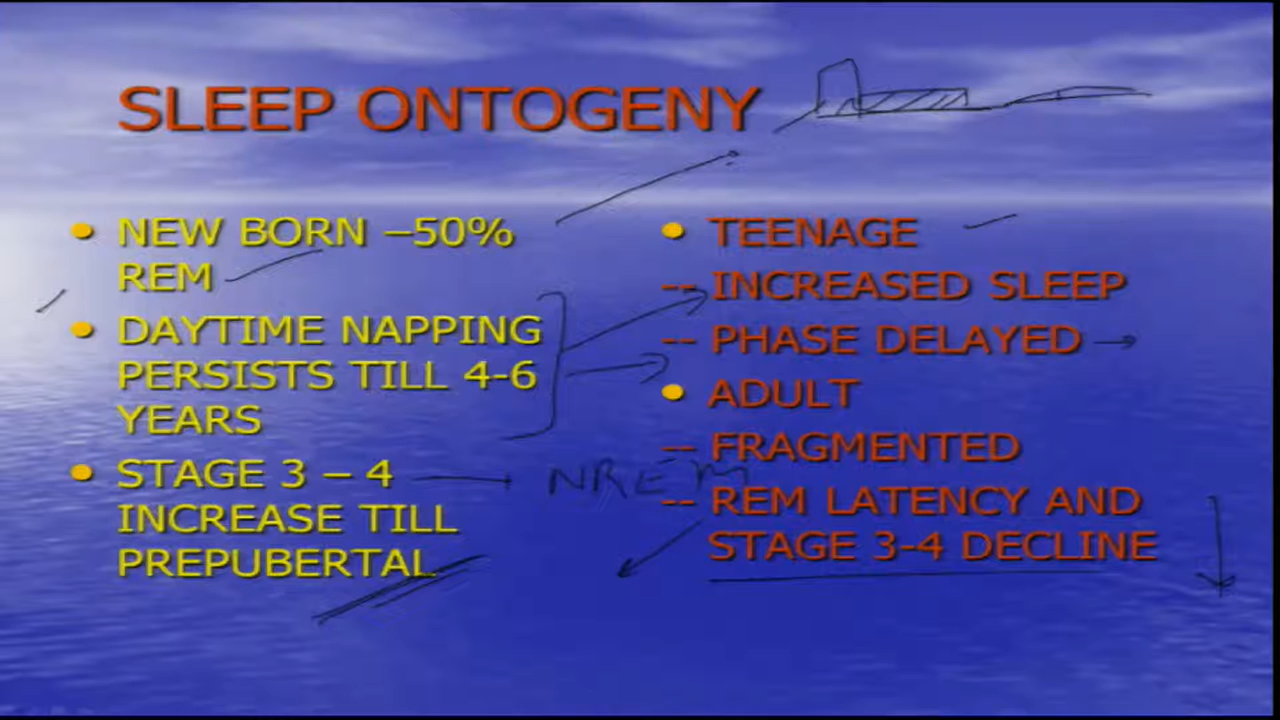 SLEEP ONTOGENY
• NEW BORN –50%
REM
• DAYTIME NAPPING
PERSISTS TILL 4-6
YEARS
• STAGE 3 – 4
INCREASE TILL
PREPUBERTAL
NREM
• TEENAGE
-- INCREASED SLEEP
-- PHASE DELAYED
• ADULT
-- FRAGMENTED
-- REM LATENCY AND
STAGE 3-4 DECLINE